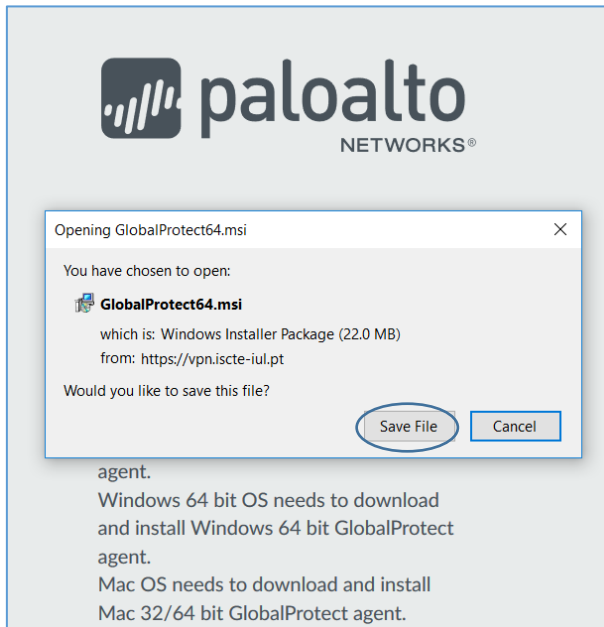 paloalto
NETWORKS®
Opening GlobalProtect64.msi
You have chosen to open:
GlobalProtect64.msi
which is: Windows Installer Package (22.0 MB)
from: https://vpn.iscte-iul.pt
Would you like to save this file?
Save File
Cancel
agent.
Windows 64 bit OS needs to download
and install Windows 64 bit GlobalProtect
agent.
Mac OS needs to download and install
Mac 32/64 bit GlobalProtect agent.